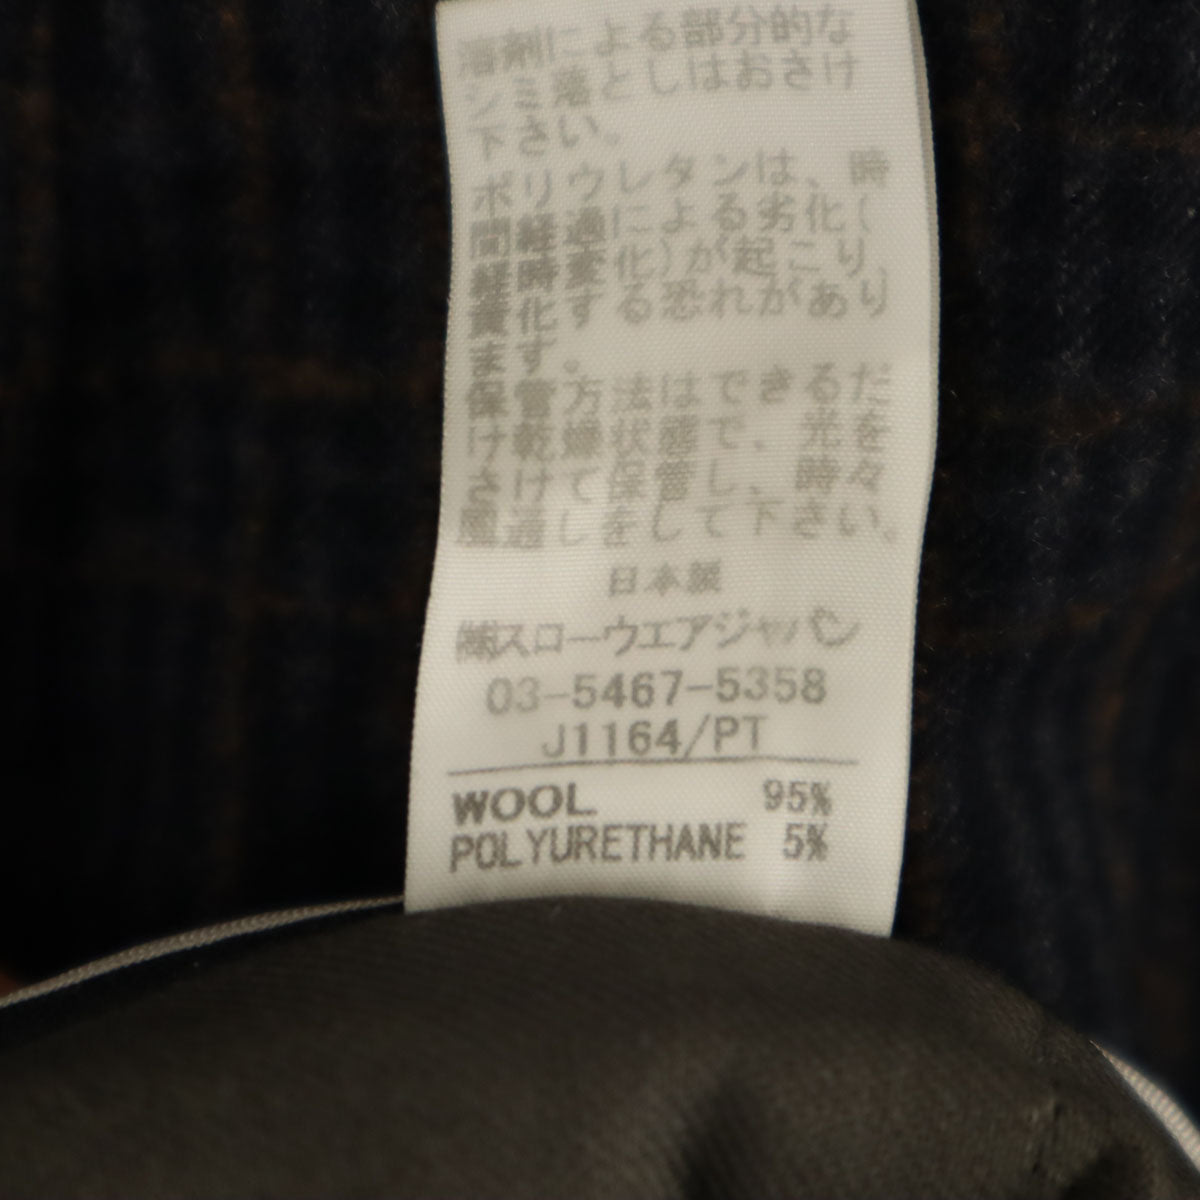 溶剤による部分的な
シミ落としはおさけ
下さい。
ポリウレタンは、時
間経過による劣化(
経時変化)が起こり、
黄化する恐れがあり
ます。
保管方法はできるだ
け乾燥状態で、光を
さけて保管し、時々
風通しをして下さい。
日本製
㈱スローウエアジャパン
03-5467-5358
J1164/PT
WOOL 95%
POLYURETHANE 5%